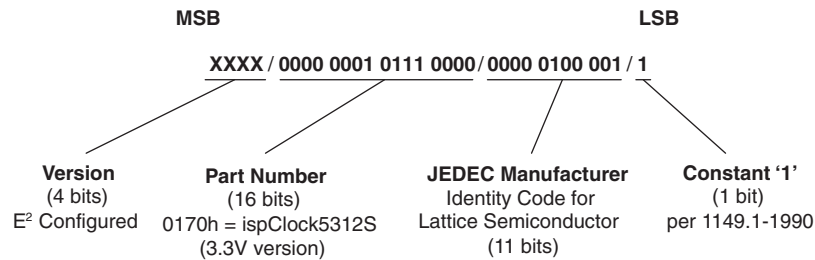 MSB LSB
XXXX / 0000 0001 0111 0000 / 0000 0100 001 / 1
Version
(4 bits)
E² Configured
Part Number
(16 bits)
0170h = ispClock5312S
(3.3V version)
JEDEC Manufacturer
Identity Code for
Lattice Semiconductor
(11 bits)
Constant ‘1’
(1 bit)
per 1149.1-1990